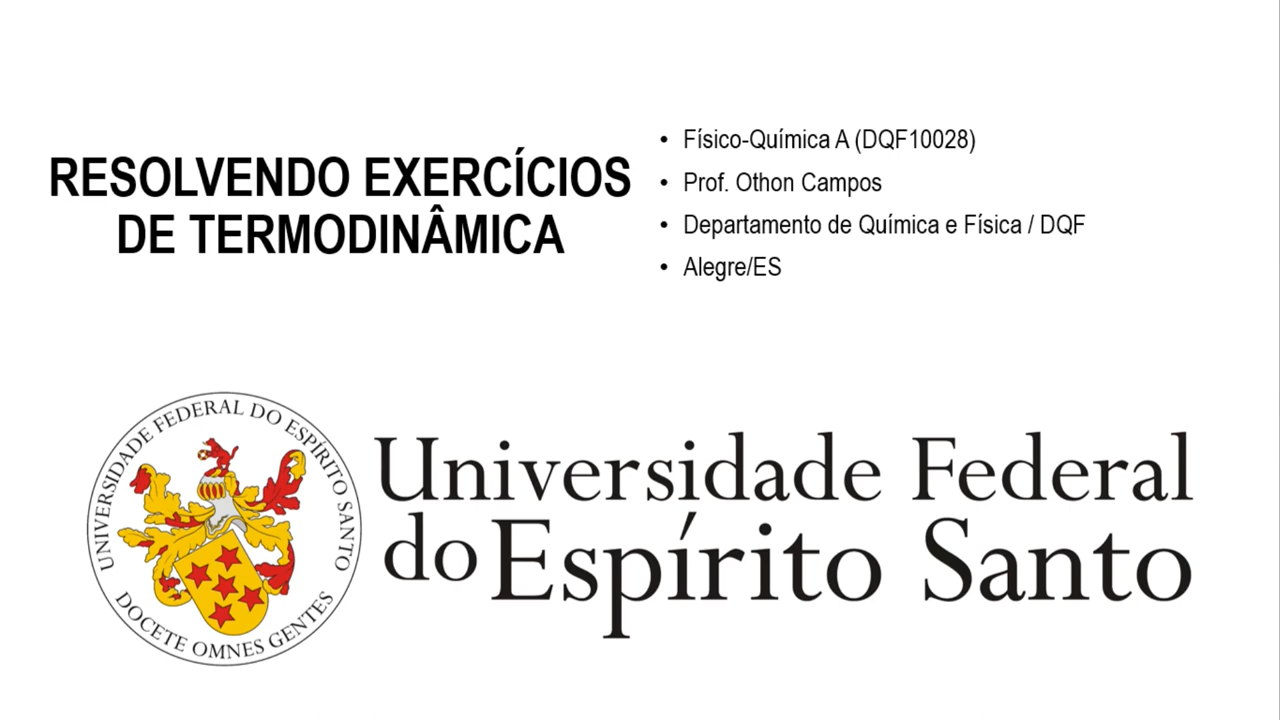 RESOLVENDO EXERCÍCIOS
DE TERMODINÂMICA
• Físico-Química A (DQF10028)
• Prof. Othon Campos
• Departamento de Química e Física / DQF
• Alegre/ES
UNIVERSIDADE FEDERAL DO ESPÍRITO SANTO
DOCETE OMNES GENTES
Universidade Federal
do Espírito Santo